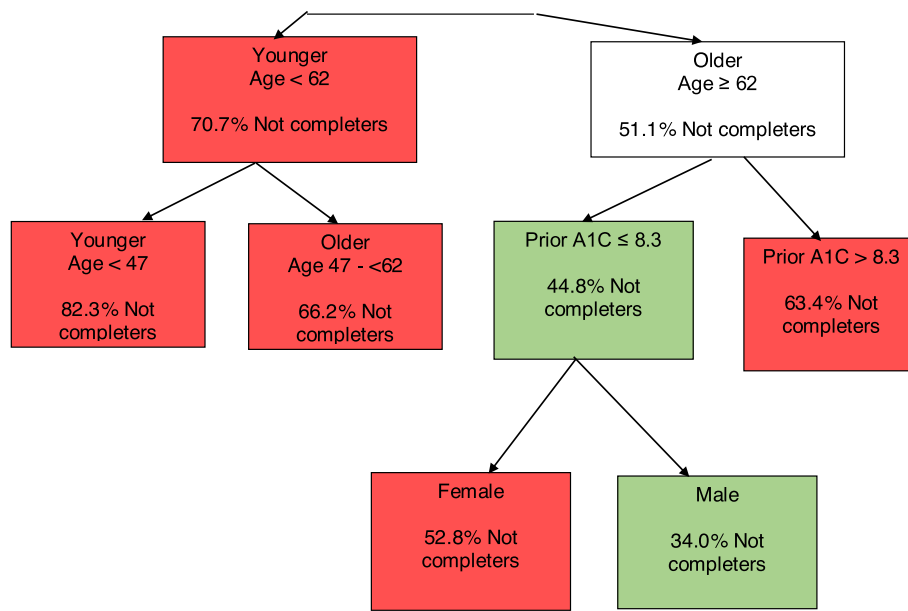 Younger
Age < 62
70.7% Not completers
Older
Age ≥ 62
51.1% Not completers
Younger
Age < 47
82.3% Not
completers
Older
Age 47 - <62
66.2% Not
completers
Prior A1C ≤ 8.3
44.8% Not
completers
Prior A1C > 8.3
63.4% Not
completers
Female
52.8% Not
completers
Male
34.0% Not
completers